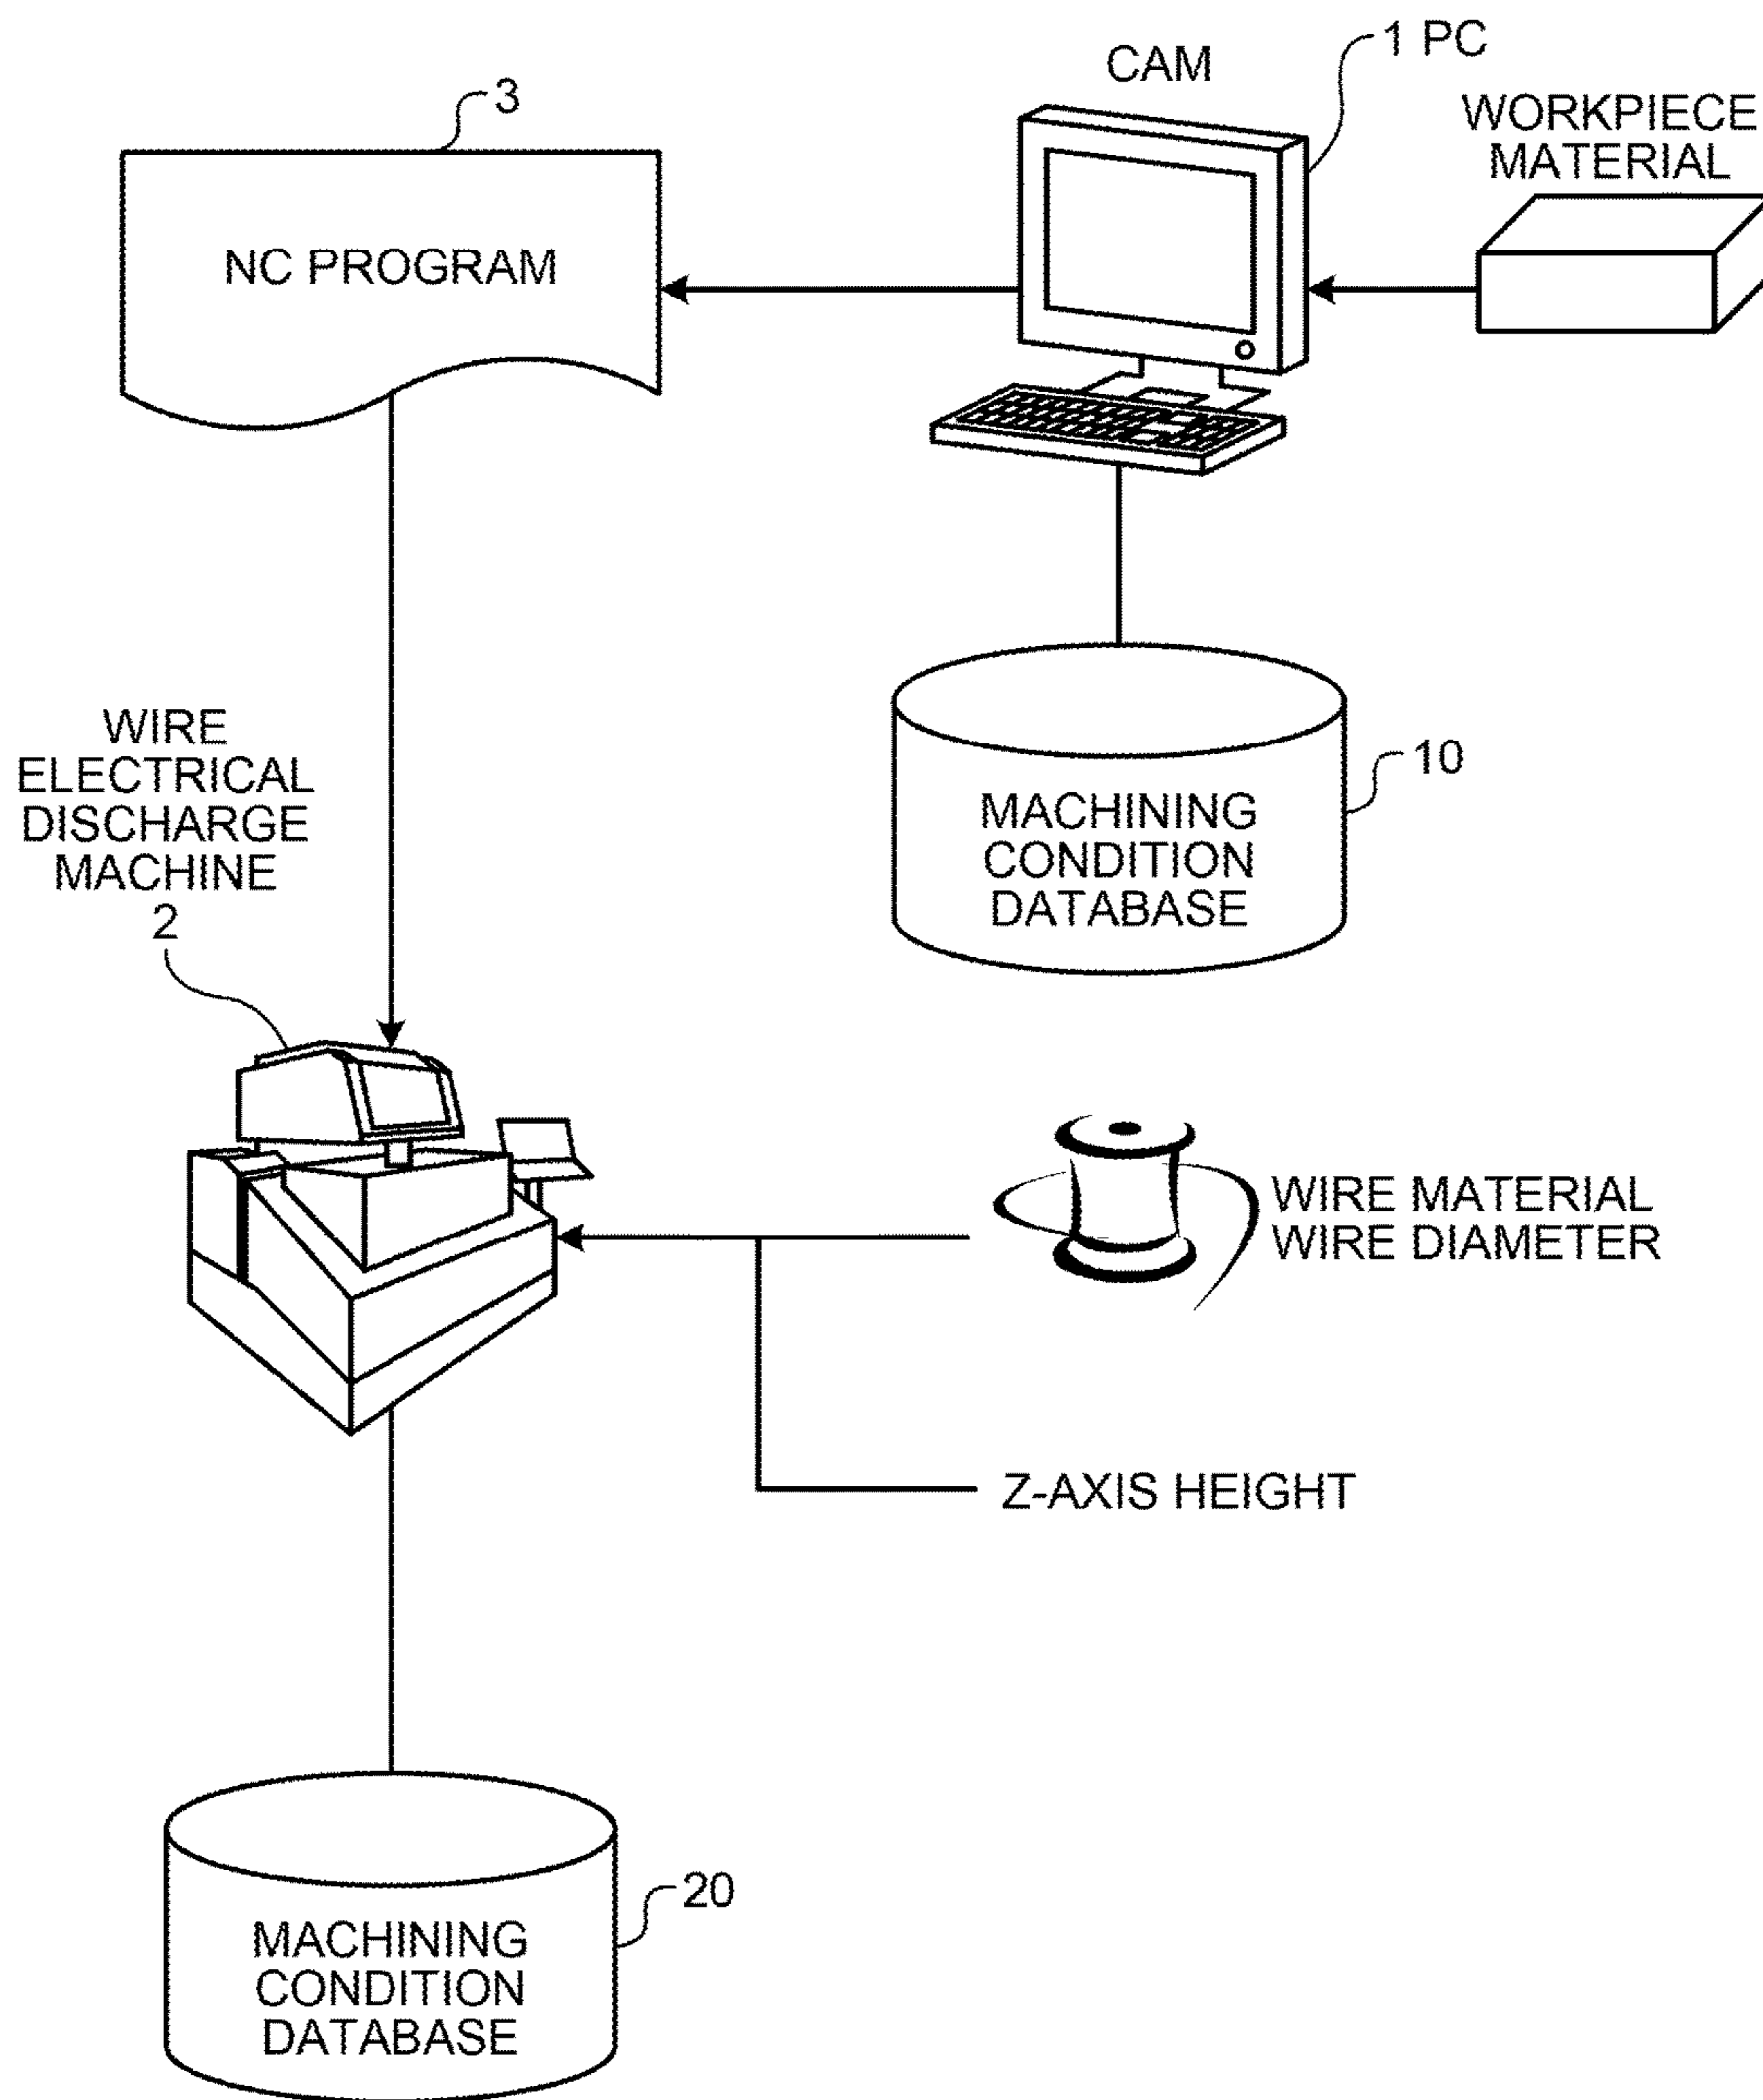 CAM
1 PC
3
WORKPIECE
MATERIAL
NC PROGRAM
WIRE
ELECTRICAL
DISCHARGE
MACHINE
2
10
MACHINING
CONDITION
DATABASE
WIRE MATERIAL
WIRE DIAMETER
Z-AXIS HEIGHT
20
MACHINING
CONDITION
DATABASE